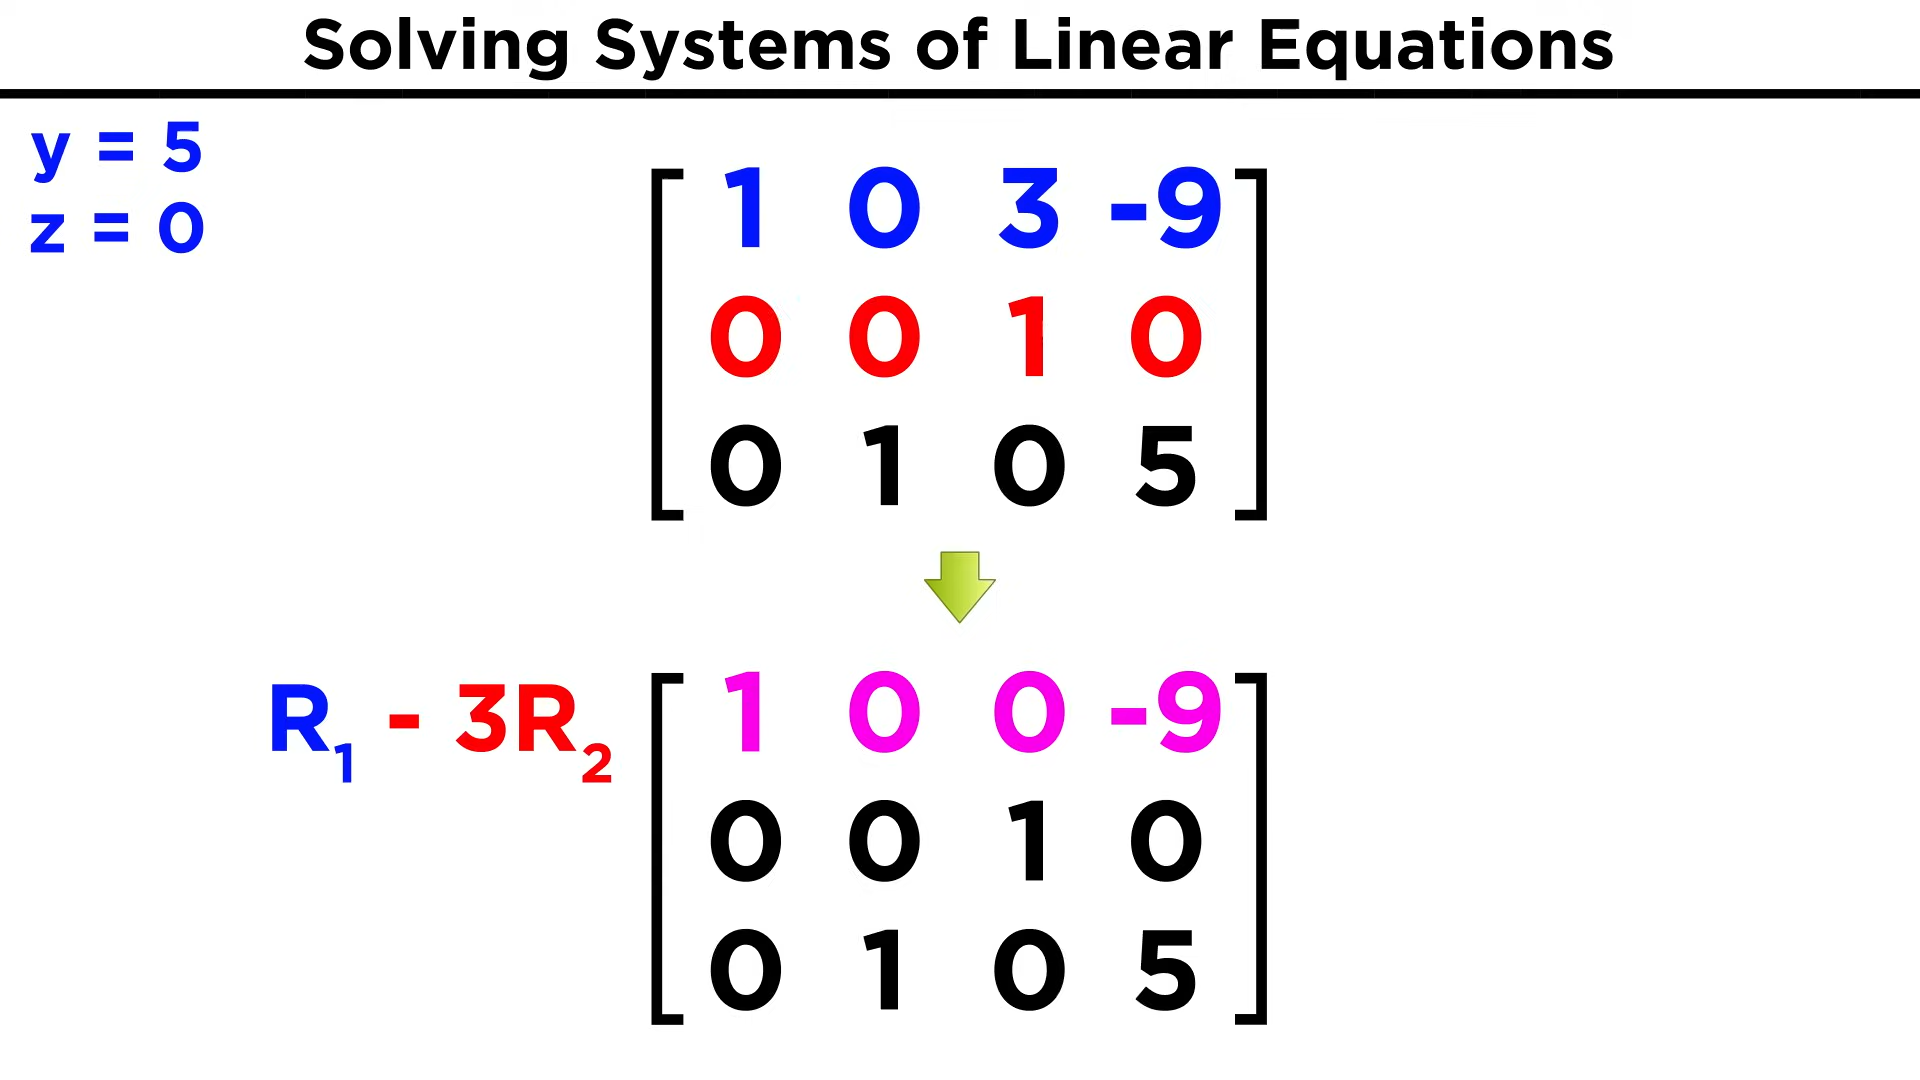 Solving Systems of Linear Equations
y = 5
z = 0
1 0 3 -9
0 0 1 0
0 1 0 5
R₁ - 3R₂ 1 0 0 -9
0 0 1 0
0 1 0 5